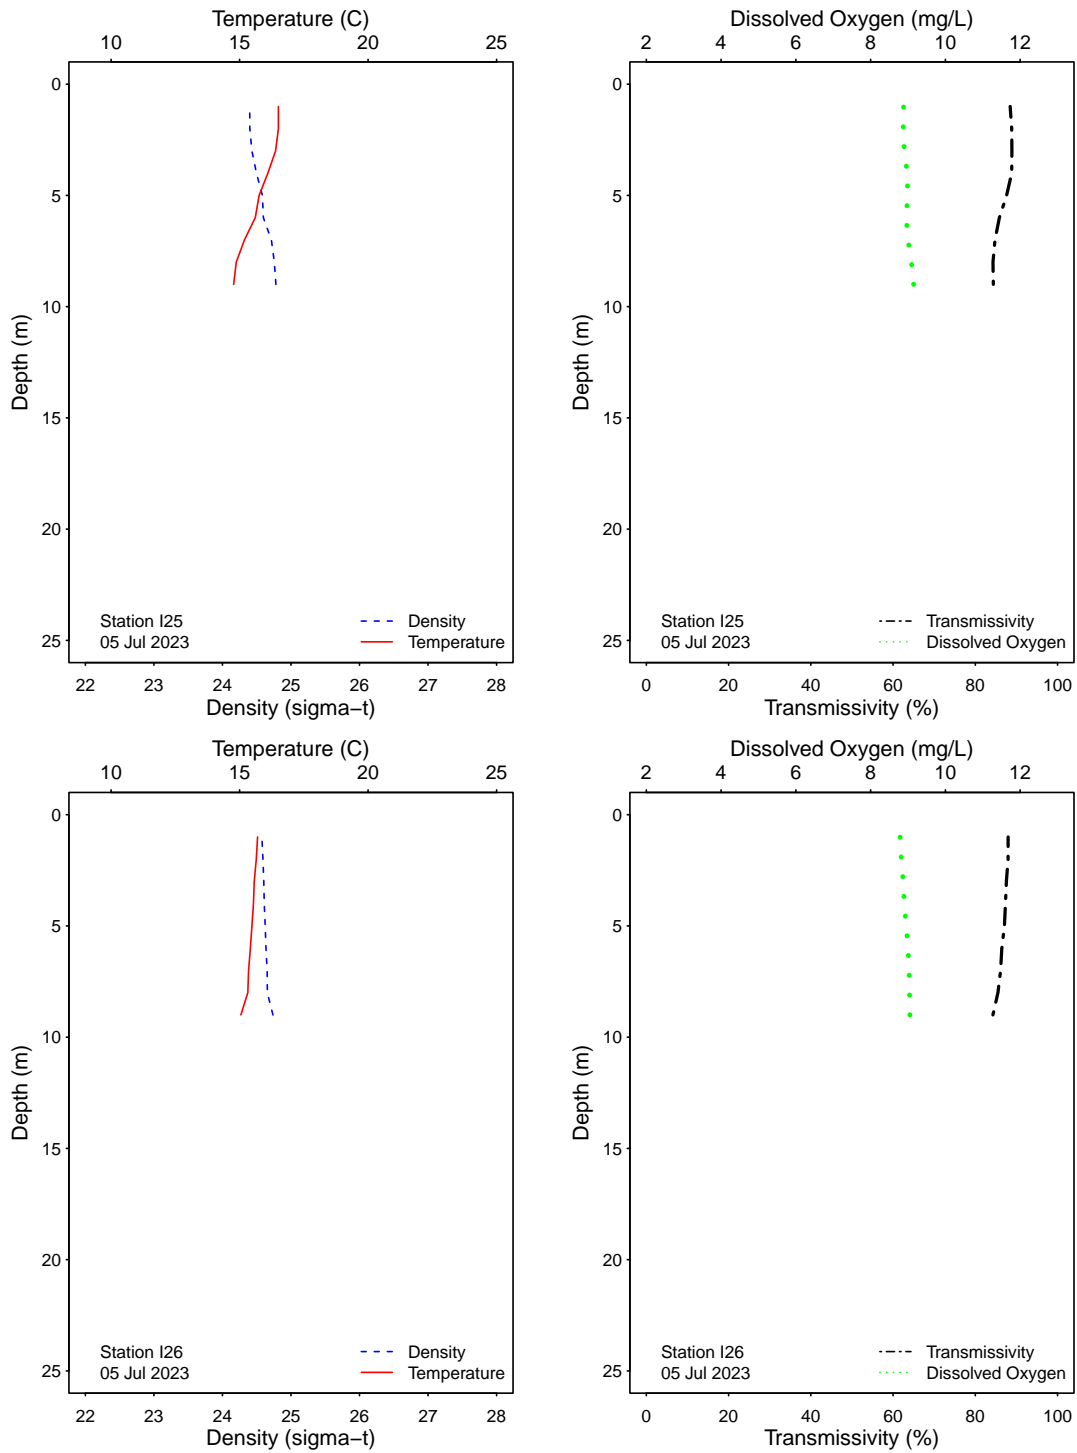 Temperature (C)
10 15 20 25
0
5
10
15
20
25
Depth (m)
Station I25
05 Jul 2023
Density
Temperature
22 23 24 25 26 27 28
Density (sigma−t)
Dissolved Oxygen (mg/L)
2 4 6 8 10 12
0
5
10
15
20
25
Depth (m)
Station I25
05 Jul 2023
Transmissivity
Dissolved Oxygen
0 20 40 60 80 100
Transmissivity (%)
Temperature (C)
10 15 20 25
0
5
10
15
20
25
Depth (m)
Station I26
05 Jul 2023
Density
Temperature
22 23 24 25 26 27 28
Density (sigma−t)
Dissolved Oxygen (mg/L)
2 4 6 8 10 12
0
5
10
15
20
25
Depth (m)
Station I26
05 Jul 2023
Transmissivity
Dissolved Oxygen
0 20 40 60 80 100
Transmissivity (%)